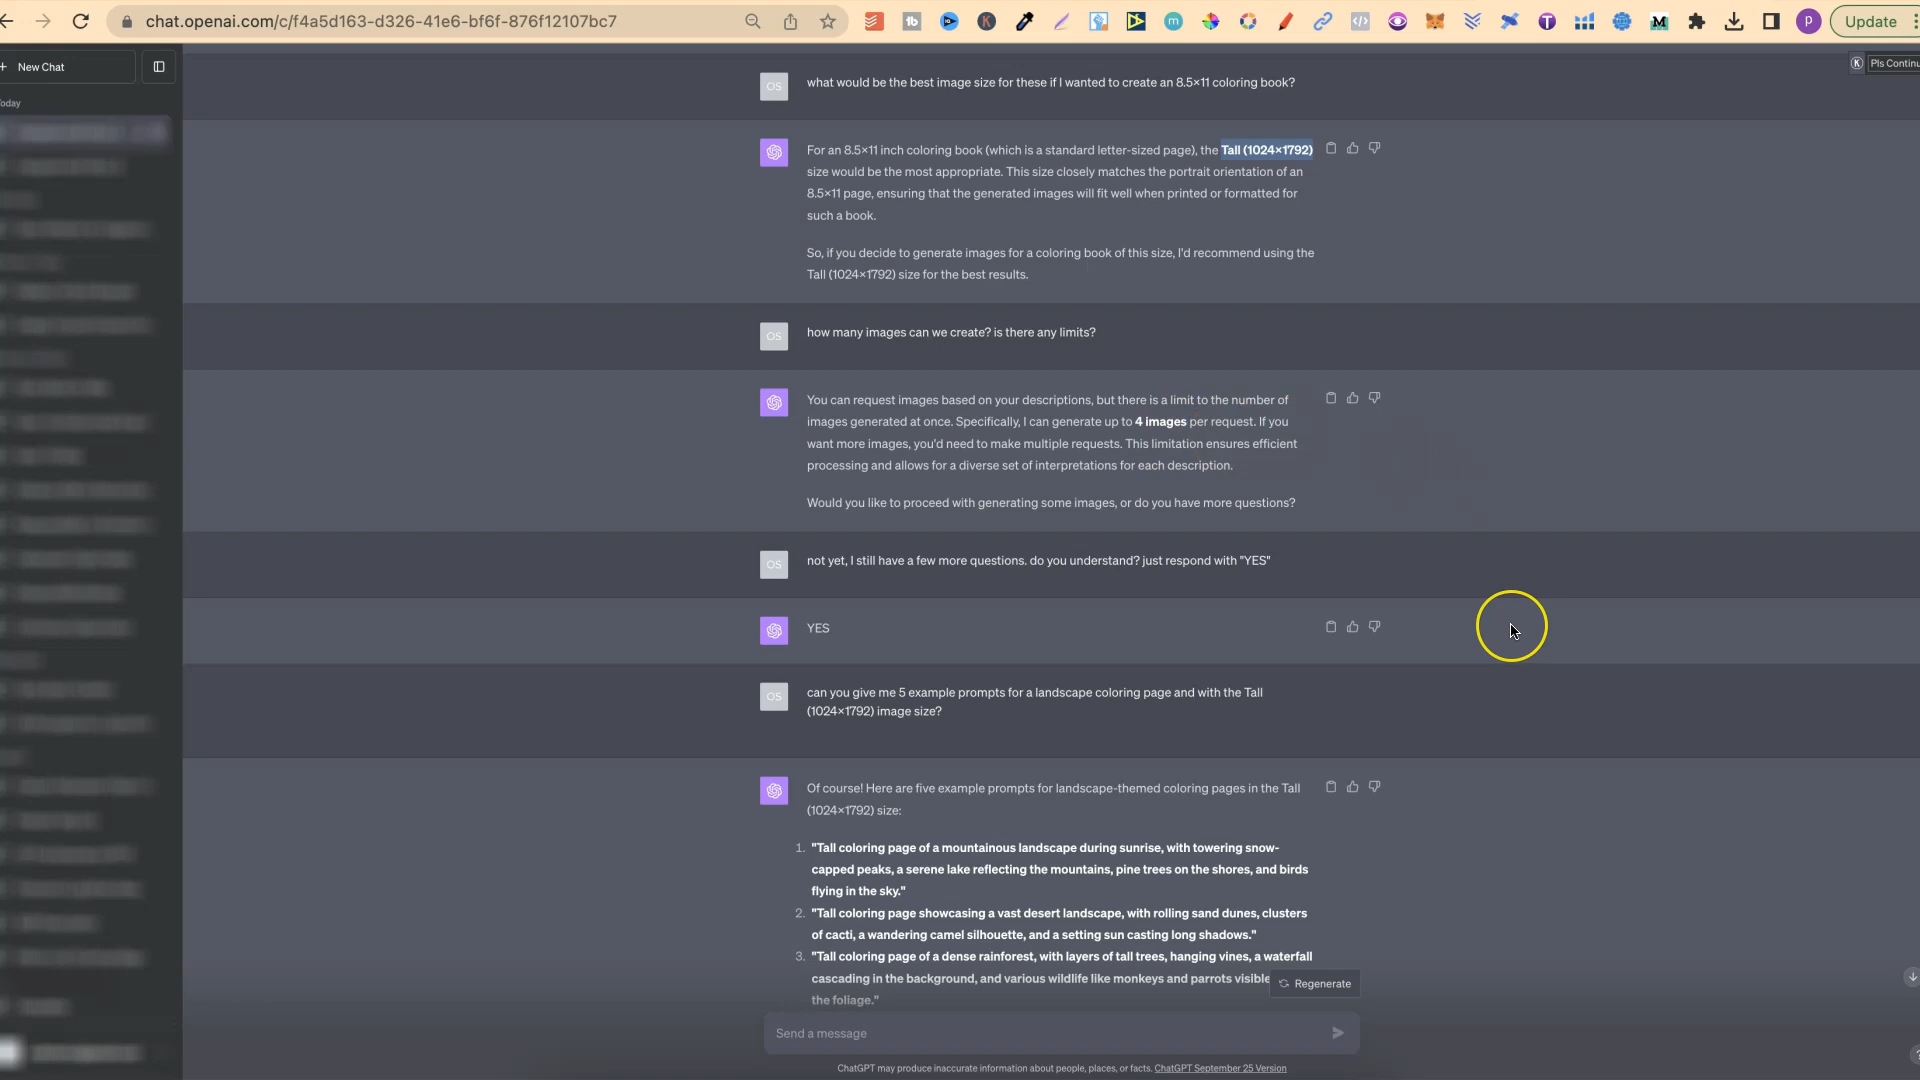 chat.openai.com/c/f4a5d163-d326-41e6-bf6f-876f12107bc7
Update
New Chat
Pls Continu
oday
what would be the best image size for these if I wanted to create an 8.5×11 coloring book?
For an 8.5×11 inch coloring book (which is a standard letter-sized page), the Tall (1024×1792)
size would be the most appropriate. This size closely matches the portrait orientation of an
8.5×11 page, ensuring that the generated images will fit well when printed or formatted for
such a book.
So, if you decide to generate images for a coloring book of this size, I'd recommend using the
Tall (1024×1792) size for the best results.
OS
how many images can we create? is there any limits?
You can request images based on your descriptions, but there is a limit to the number of
images generated at once. Specifically, I can generate up to 4 images per request. If you
want more images, you'd need to make multiple requests. This limitation ensures efficient
processing and allows for a diverse set of interpretations for each description.
Would you like to proceed with generating some images, or do you have more questions?
OS
not yet, I still have a few more questions. do you understand? just respond with "YES"
YES
OS
can you give me 5 example prompts for a landscape coloring page and with the Tall
(1024×1792) image size?
Of course! Here are five example prompts for landscape-themed coloring pages in the Tall
(1024×1792) size:
1. "Tall coloring page of a mountainous landscape during sunrise, with towering snow-
capped peaks, a serene lake reflecting the mountains, pine trees on the shores, and birds
flying in the sky."
2. "Tall coloring page showcasing a vast desert landscape, with rolling sand dunes, clusters
of cacti, a wandering camel silhouette, and a setting sun casting long shadows."
3. "Tall coloring page of a dense rainforest, with layers of tall trees, hanging vines, a waterfall
cascading in the background, and various wildlife like monkeys and parrots visible
the foliage."
Regenerate
Send a message
ChatGPT may produce inaccurate information about people, places, or facts. ChatGPT September 25 Version